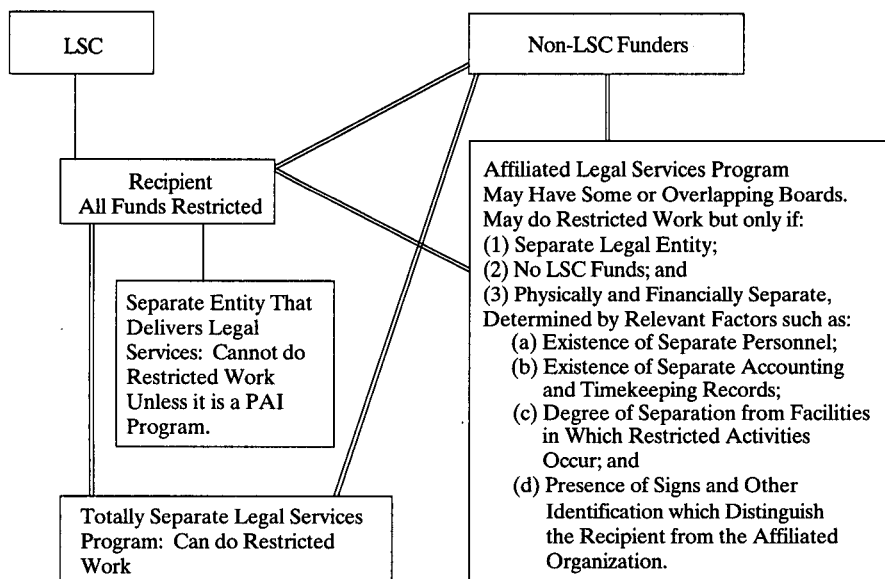 LSC
Non-LSC Funders
Recipient
All Funds Restricted
Separate Entity That
Delivers Legal
Services: Cannot do
Restricted Work
Unless it is a PAI
Program.
Totally Separate Legal Services
Program: Can do Restricted
Work
Affiliated Legal Services Program
May Have Some or Overlapping Boards.
May do Restricted Work but only if:
(1) Separate Legal Entity;
(2) No LSC Funds; and
(3) Physically and Financially Separate,
Determined by Relevant Factors such as:
(a) Existence of Separate Personnel;
(b) Existence of Separate Accounting
and Timekeeping Records;
(c) Degree of Separation from Facilities
in Which Restricted Activities
Occur; and
(d) Presence of Signs and Other
Identification which Distinguish
the Recipient from the Affiliated
Organization.